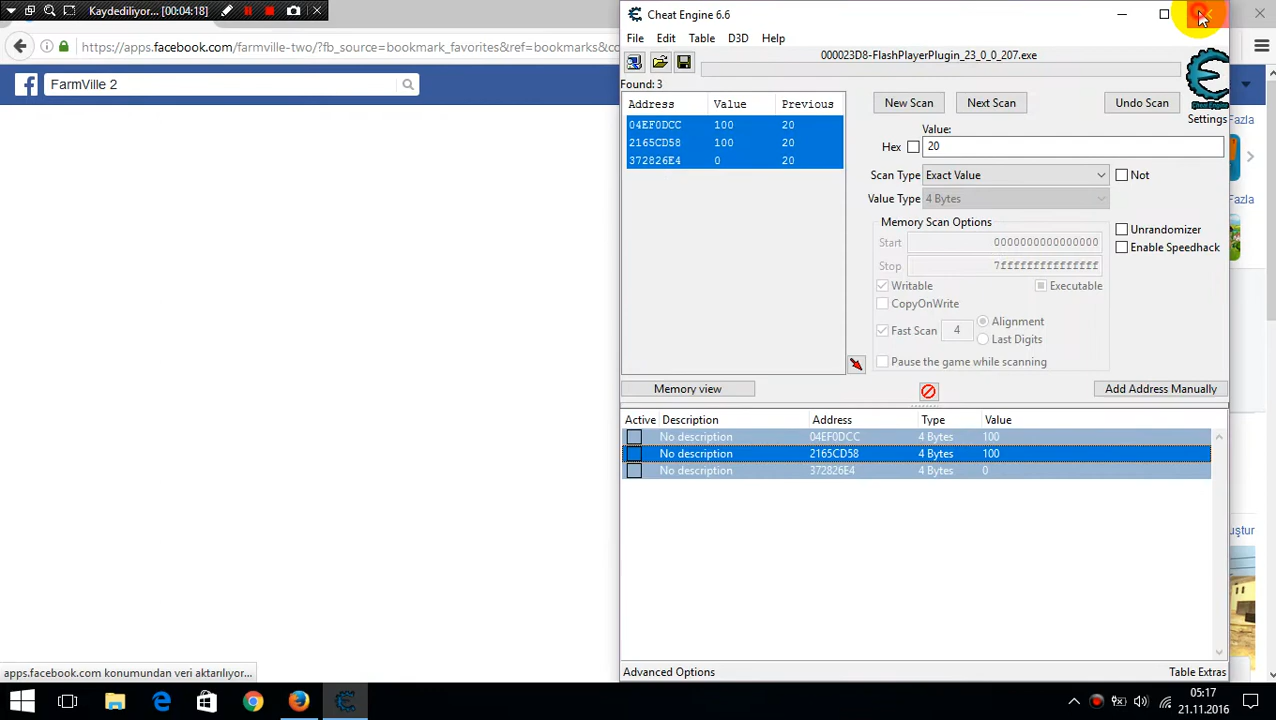 Kaydediliyor... [00:04:18]
Cheat Engine 6.6
https://apps.facebook.com/farmville-two/?fb_source=bookmark_favorites&ref=bookmarks&co
File Edit Table D3D Help
000023D8-FlashPlayerPlugin_23_0_0_207.exe
FarmVille 2
Found: 3
Address Value Previous
04EF0DCC 100 20
2165CD58 100 20
372826E4 0 20
New Scan Next Scan Undo Scan
Cheat Engine
Settings
Fazla
Value:
Hex 20
Scan Type Exact Value Not
Value Type 4 Bytes
Fazla
Memory Scan Options
Start 0000000000000000
Stop 7fffffffffffffff
Unrandomizer
Enable Speedhack
Writable Executable
CopyOnWrite
Fast Scan 4 Alignment
Last Digits
Pause the game while scanning
Memory view Add Address Manually
Active Description Address Type Value
No description 04EF0DCC 4 Bytes 100
No description 2165CD58 4 Bytes 100
No description 372826E4 4 Bytes 0
uştur
apps.facebook.com konumundan veri aktarılıyor...
Advanced Options Table Extras
05:17
21.11.2016